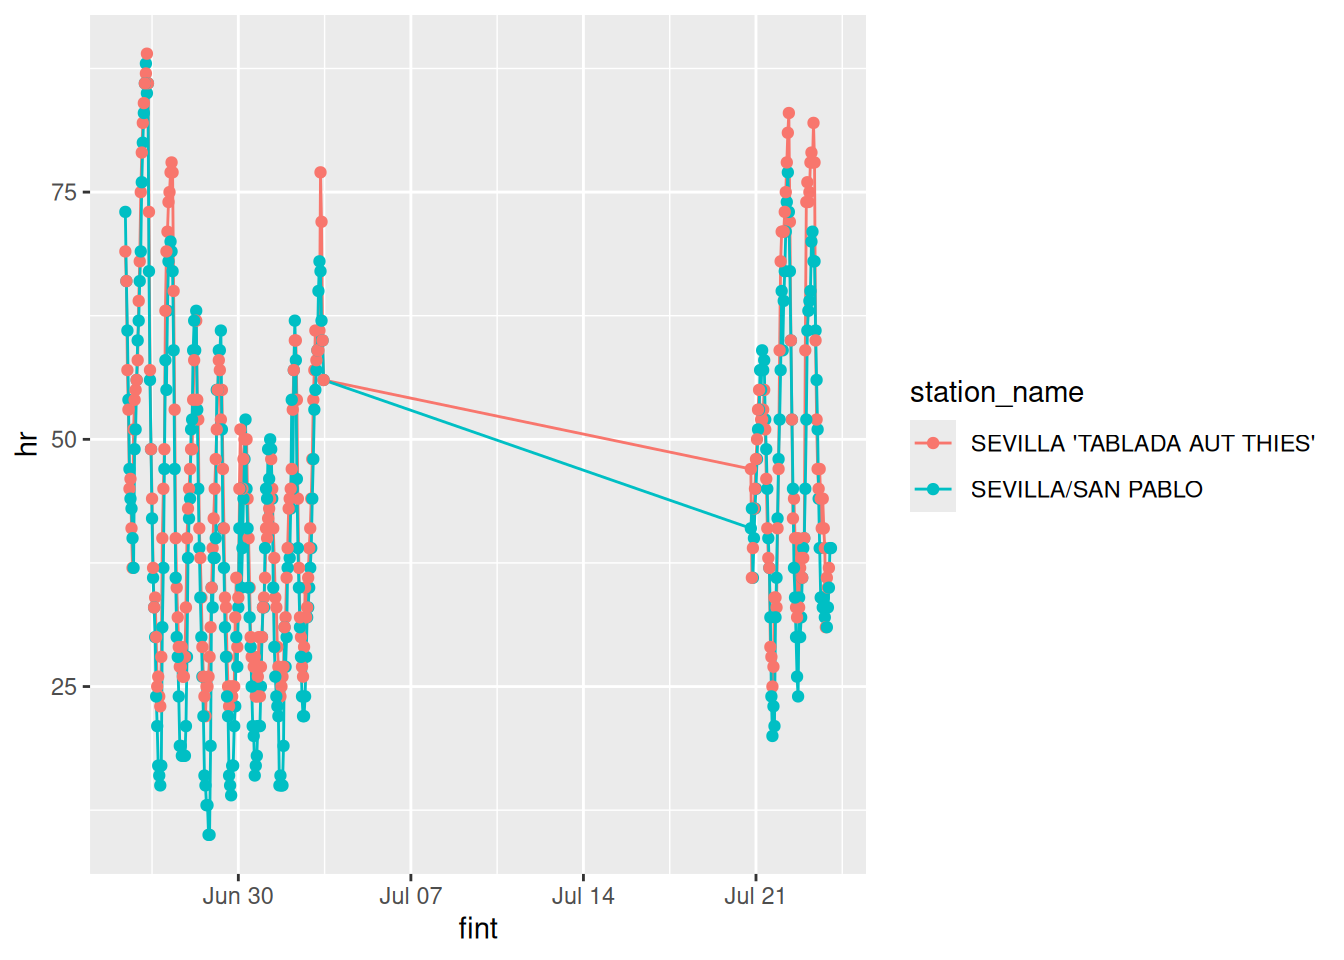 75
50
25
hr
Jun 30
Jul 07
Jul 14
Jul 21
fint
station_name
SEVILLA 'TABLADA AUT THIES'
SEVILLA/SAN PABLO